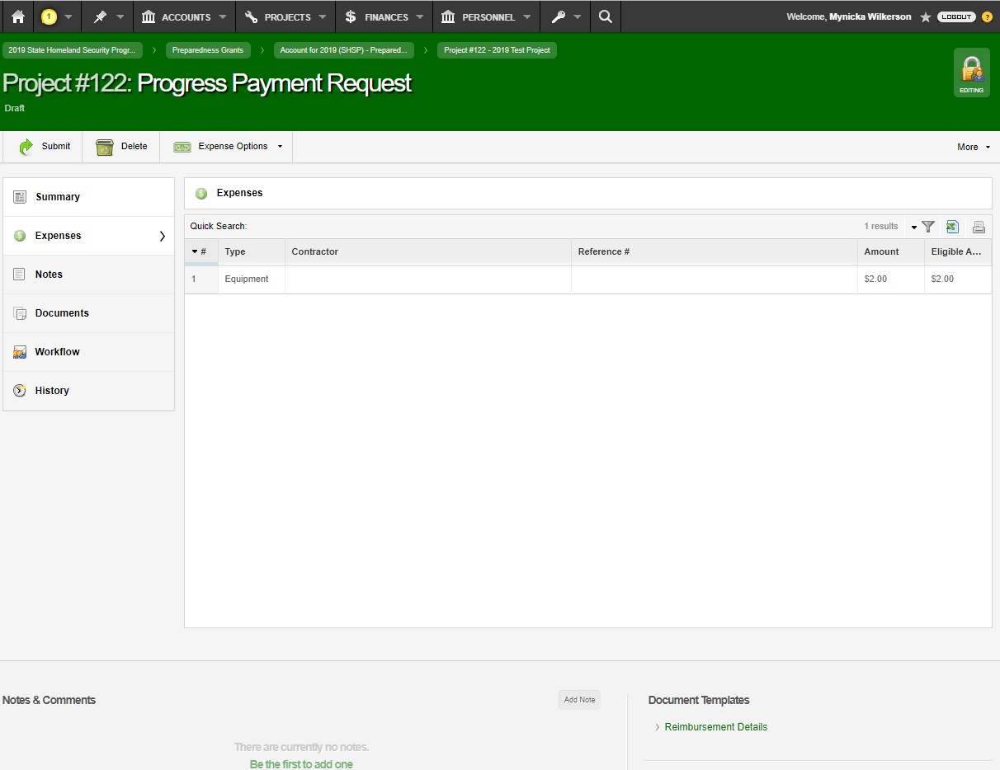 1 ACCOUNTS PROJECTS $ FINANCES PERSONNEL Welcome, Mynicka Wilkerson LOGOUT ?
2019 State Homeland Security Progr... Preparedness Grants Account for 2019 (SHSP) - Prepared... Project #122 - 2019 Test Project
Project #122: Progress Payment Request
EDITING
Draft
Submit Delete Expense Options More
Summary
Expenses
Notes
Documents
Workflow
History
Expenses
Quick Search: 1 results
# Type Contractor Reference # Amount Eligible A...
1 Equipment $2.00 $2.00
Notes & Comments Add Note
There are currently no notes.
Be the first to add one
Document Templates
Reimbursement Details